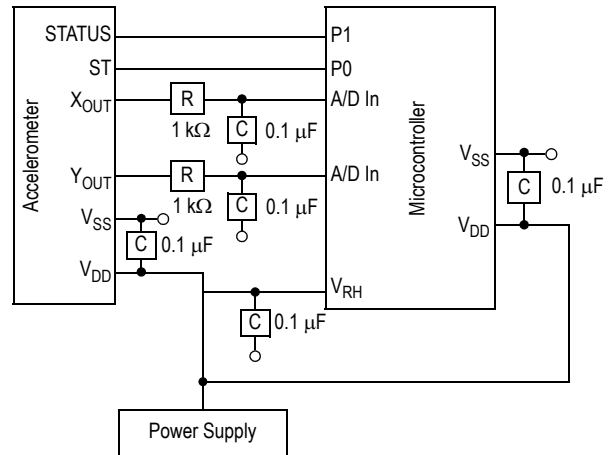 STATUS
P1
ST
P0
XOUT
R
A/D In
1 kΩ
C
0.1 μF
YOUT
R
A/D In
1 kΩ
C
0.1 μF
Accelerometer
Microcontroller
VSS
C
0.1 μF
VDD
VSS
C
0.1 μF
VDD
VRH
C
0.1 μF
Power Supply